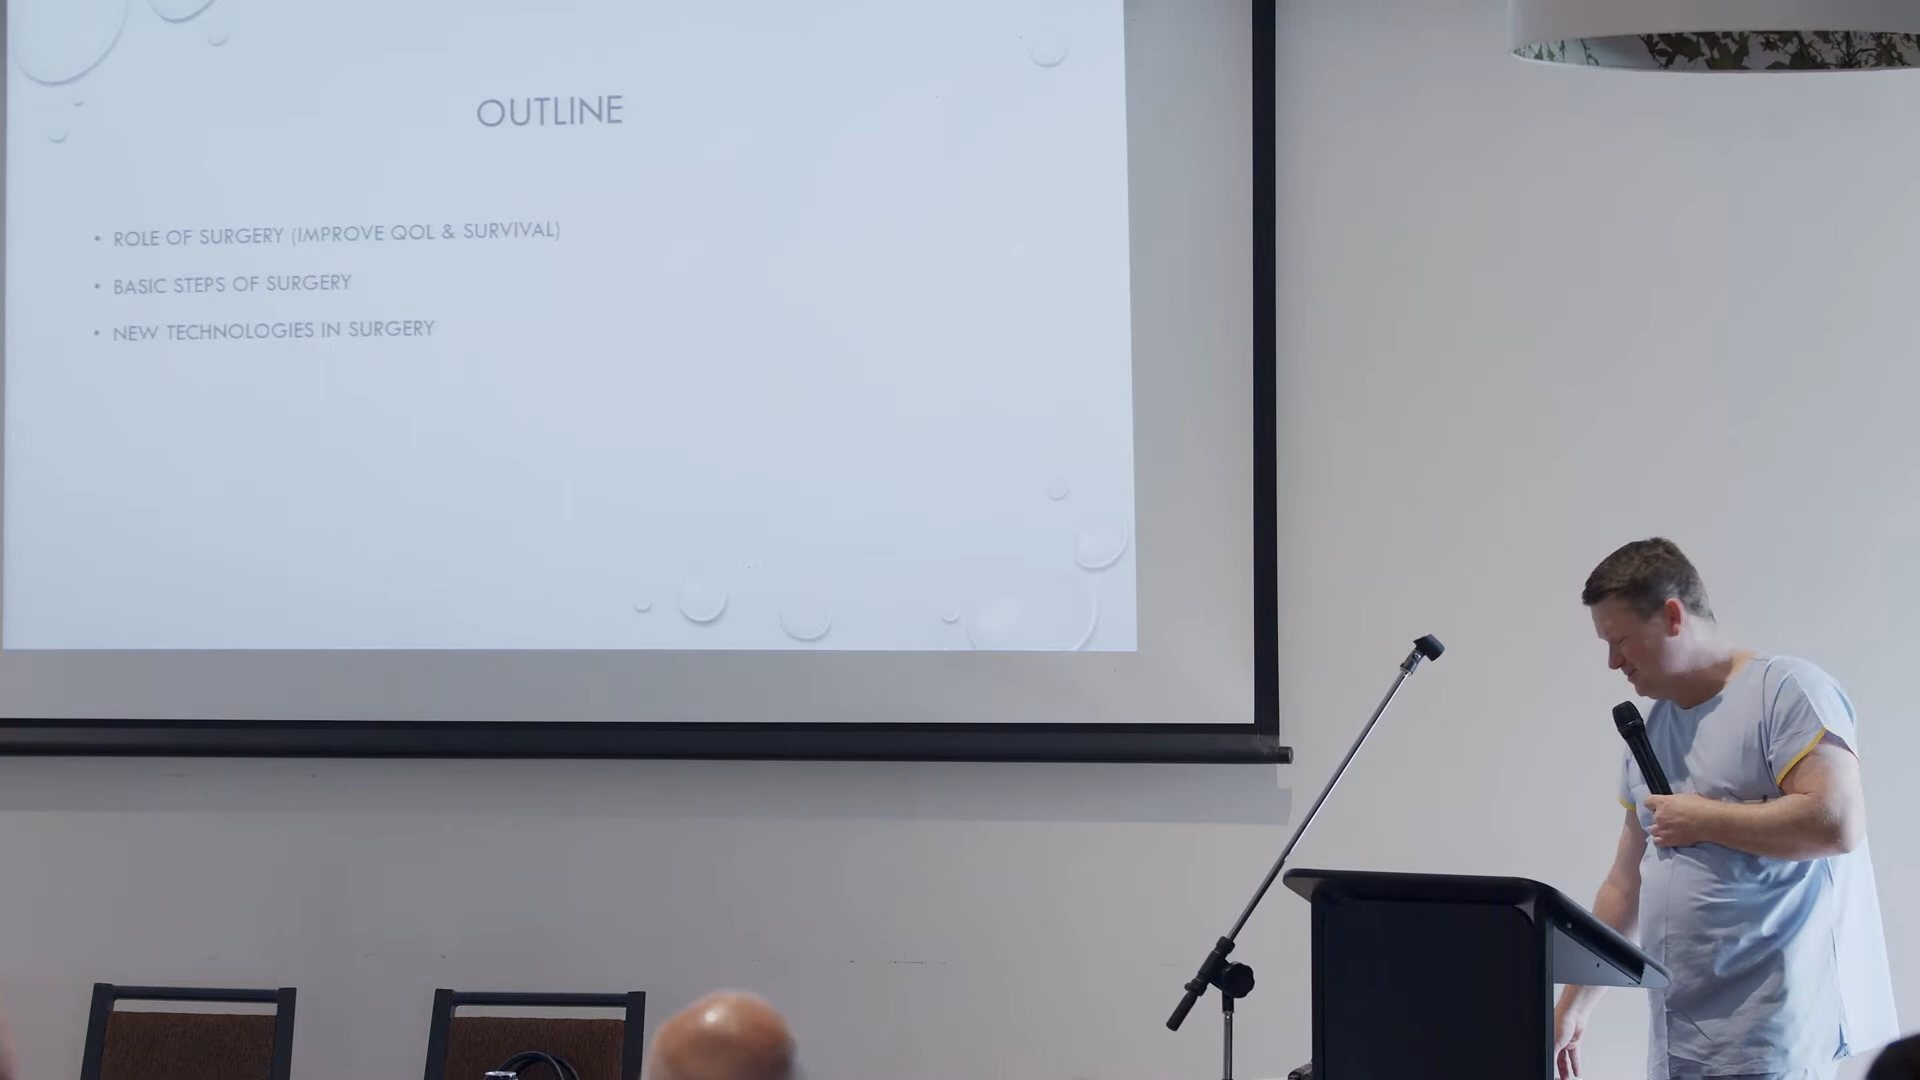 OUTLINE
• ROLE OF SURGERY (IMPROVE QOL & SURVIVAL)
• BASIC STEPS OF SURGERY
• NEW TECHNOLOGIES IN SURGERY